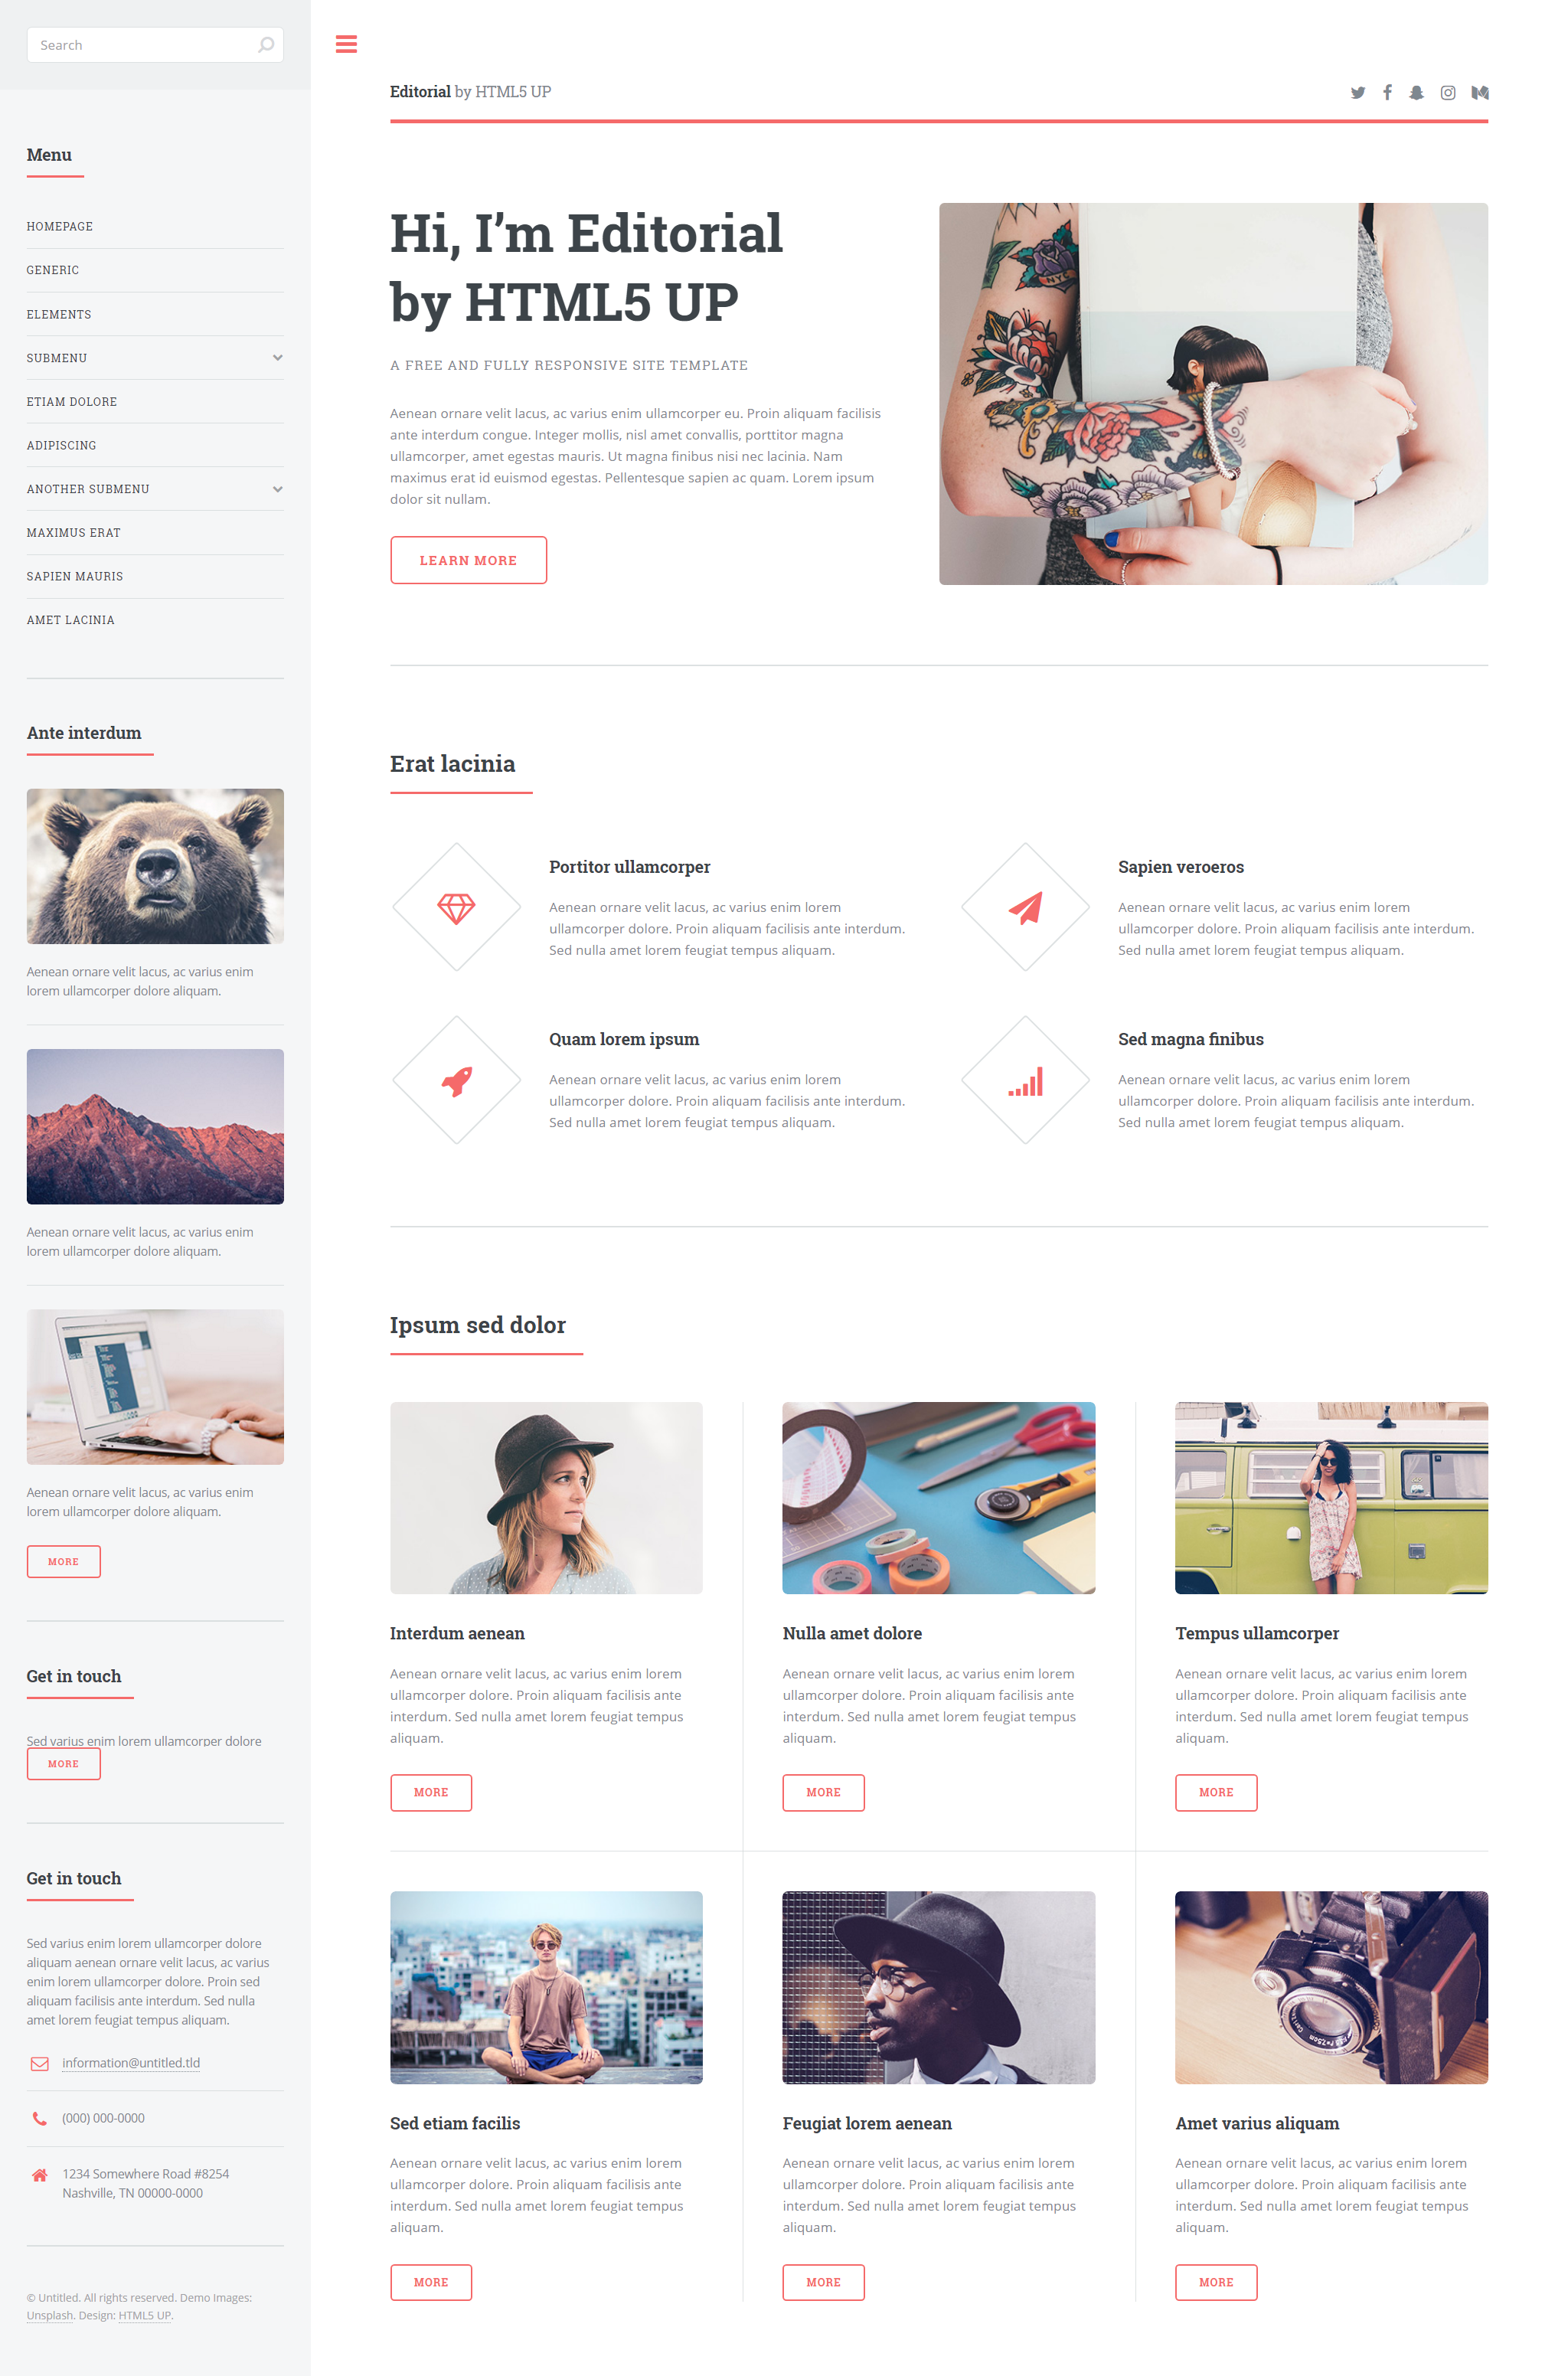 Search
Menu
HOMEPAGE
GENERIC
ELEMENTS
SUBMENU
ETIAM DOLORE
ADIPISCING
ANOTHER SUBMENU
MAXIMUS ERAT
SAPIEN MAURIS
AMET LACINIA
Ante interdum
Aenean ornare velit lacus, ac varius enim
lorem ullamcorper dolore aliquam.
Aenean ornare velit lacus, ac varius enim
lorem ullamcorper dolore aliquam.
Aenean ornare velit lacus, ac varius enim
lorem ullamcorper dolore aliquam.
MORE
Get in touch
Sed varius enim lorem ullamcorper dolore
MORE
Get in touch
Sed varius enim lorem ullamcorper dolore
aliquam aenean ornare velit lacus, ac varius
enim lorem ullamcorper dolore. Proin sed
aliquam facilisis ante interdum. Sed nulla
amet lorem feugiat tempus aliquam.
information@untitled.tld
(000) 000-0000
1234 Somewhere Road #8254
Nashville, TN 00000-0000
© Untitled. All rights reserved. Demo Images:
Unsplash. Design: HTML5 UP.
Editorial by HTML5 UP
Hi, I’m Editorial
by HTML5 UP
A FREE AND FULLY RESPONSIVE SITE TEMPLATE
Aenean ornare velit lacus, ac varius enim ullamcorper eu. Proin aliquam facilisis
ante interdum congue. Integer mollis, nisl amet convallis, porttitor magna
ullamcorper, amet egestas mauris. Ut magna finibus nisi nec lacinia. Nam
maximus erat id euismod egestas. Pellentesque sapien ac quam. Lorem ipsum
dolor sit nullam.
LEARN MORE
NYC
Erat lacinia
Portitor ullamcorper
Aenean ornare velit lacus, ac varius enim lorem
ullamcorper dolore. Proin aliquam facilisis ante interdum.
Sed nulla amet lorem feugiat tempus aliquam.
Sapien veroeros
Aenean ornare velit lacus, ac varius enim lorem
ullamcorper dolore. Proin aliquam facilisis ante interdum.
Sed nulla amet lorem feugiat tempus aliquam.
Quam lorem ipsum
Aenean ornare velit lacus, ac varius enim lorem
ullamcorper dolore. Proin aliquam facilisis ante interdum.
Sed nulla amet lorem feugiat tempus aliquam.
Sed magna finibus
Aenean ornare velit lacus, ac varius enim lorem
ullamcorper dolore. Proin aliquam facilisis ante interdum.
Sed nulla amet lorem feugiat tempus aliquam.
Ipsum sed dolor
Interdum aenean
Aenean ornare velit lacus, ac varius enim lorem
ullamcorper dolore. Proin aliquam facilisis ante
interdum. Sed nulla amet lorem feugiat tempus
aliquam.
MORE
Nulla amet dolore
Aenean ornare velit lacus, ac varius enim lorem
ullamcorper dolore. Proin aliquam facilisis ante
interdum. Sed nulla amet lorem feugiat tempus
aliquam.
MORE
Tempus ullamcorper
Aenean ornare velit lacus, ac varius enim lorem
ullamcorper dolore. Proin aliquam facilisis ante
interdum. Sed nulla amet lorem feugiat tempus
aliquam.
MORE
Sed etiam facilis
Aenean ornare velit lacus, ac varius enim lorem
ullamcorper dolore. Proin aliquam facilisis ante
interdum. Sed nulla amet lorem feugiat tempus
aliquam.
MORE
Feugiat lorem aenean
Aenean ornare velit lacus, ac varius enim lorem
ullamcorper dolore. Proin aliquam facilisis ante
interdum. Sed nulla amet lorem feugiat tempus
aliquam.
MORE
Amet varius aliquam
Aenean ornare velit lacus, ac varius enim lorem
ullamcorper dolore. Proin aliquam facilisis ante
interdum. Sed nulla amet lorem feugiat tempus
aliquam.
MORE